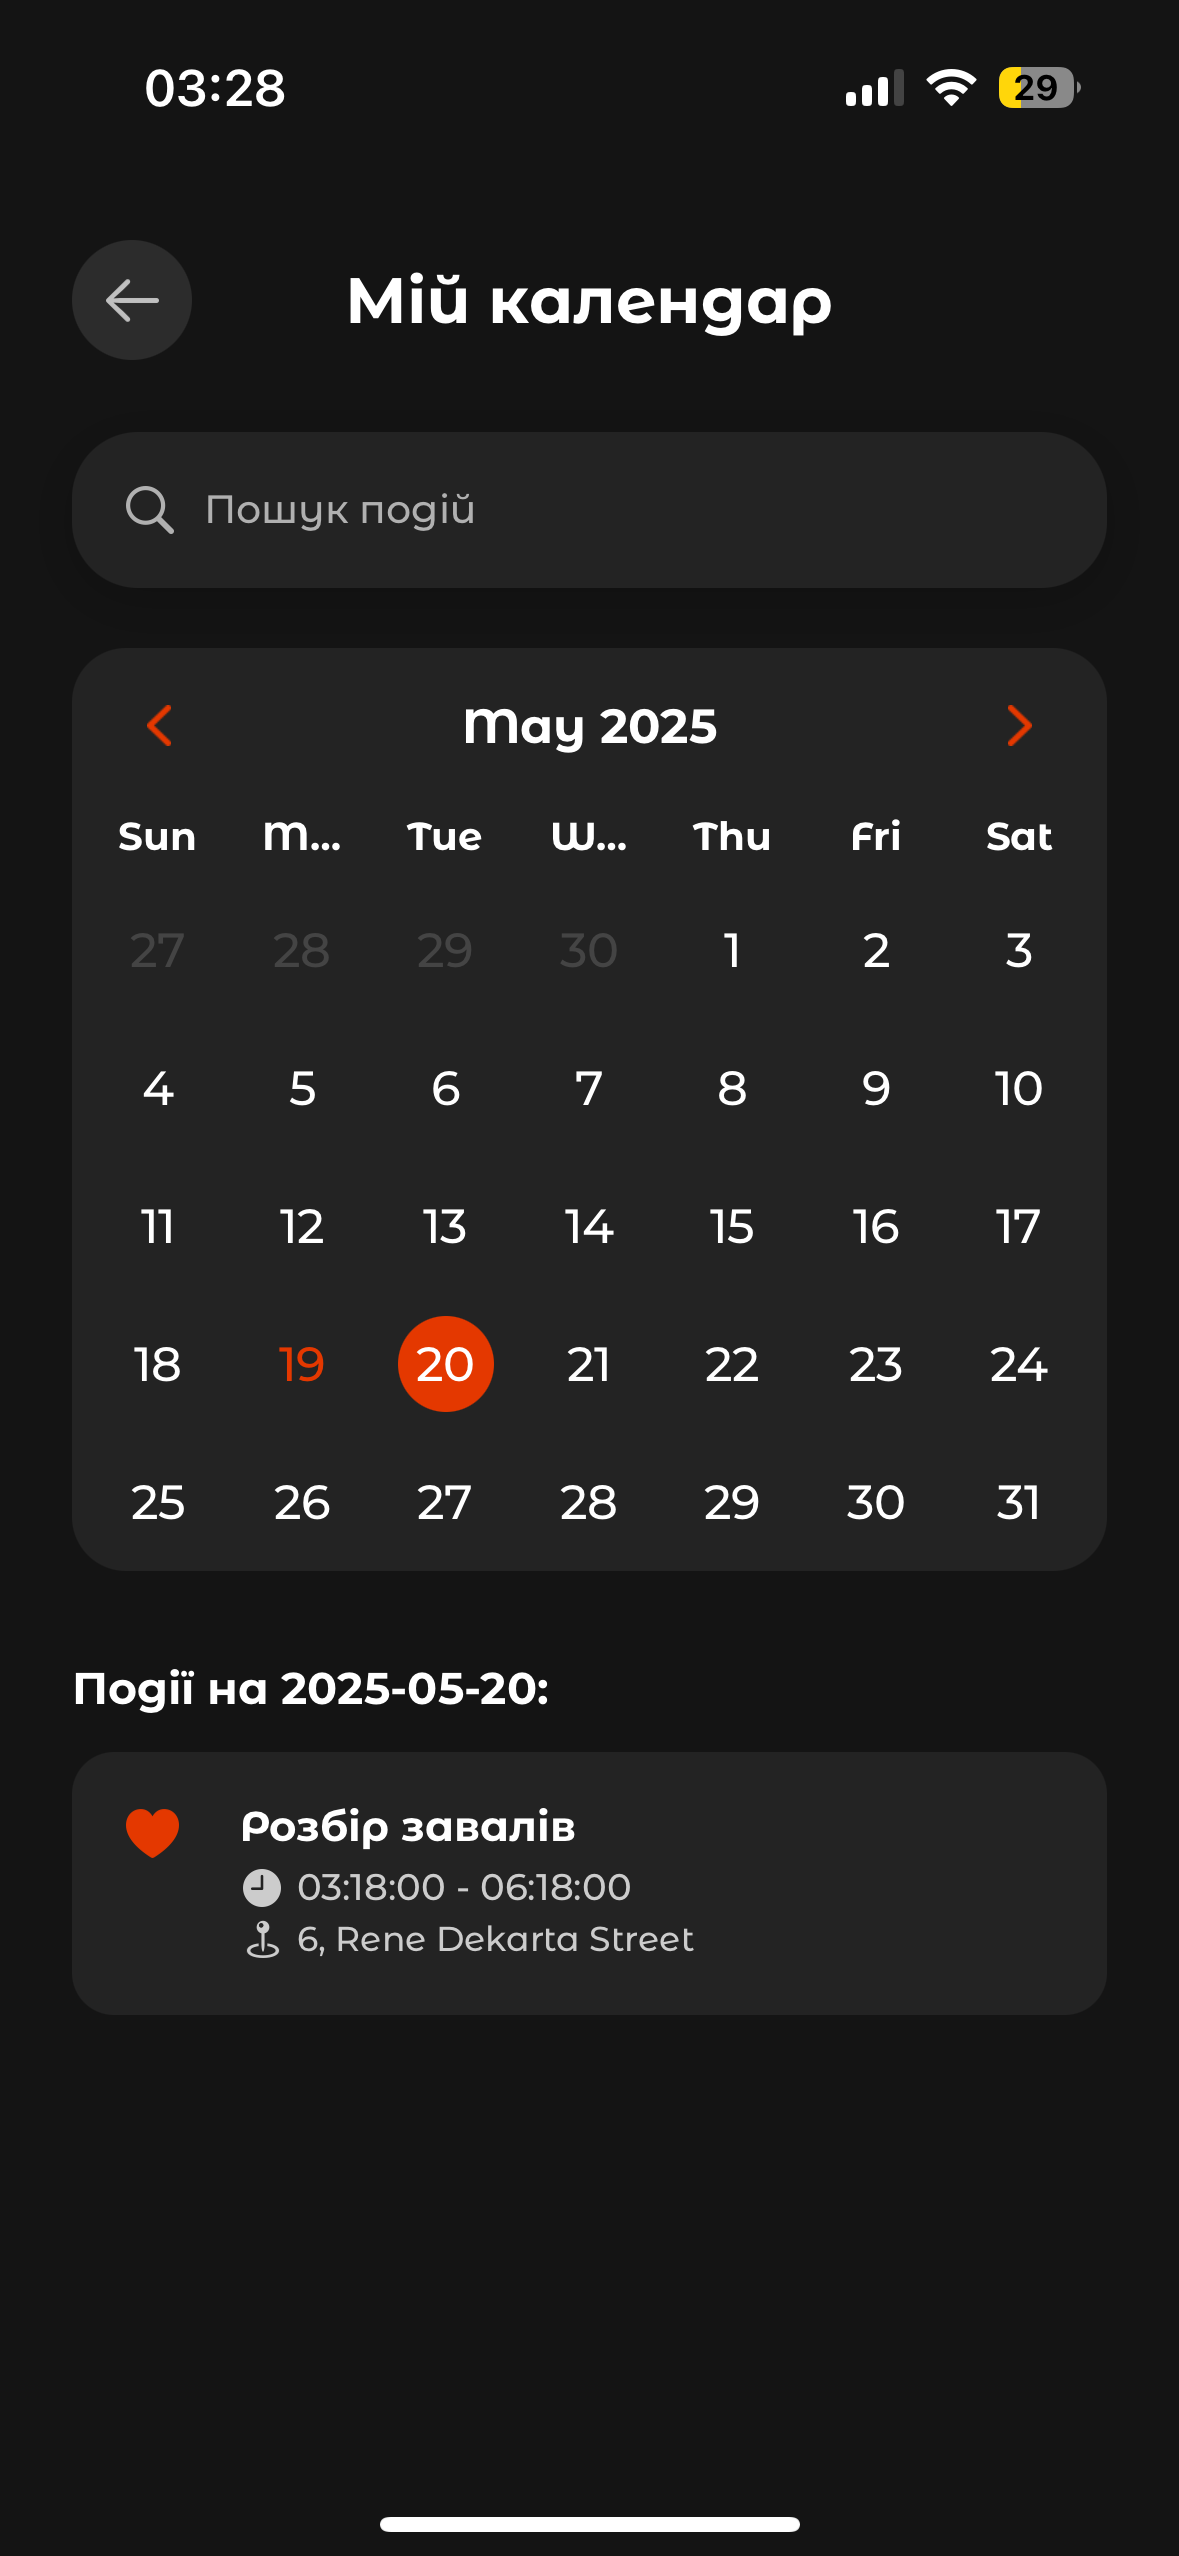 03:28
29
Мій календар
Пошук подій
May 2025
Sun M... Tue W... Thu Fri Sat
27 28 29 30 1 2 3
4 5 6 7 8 9 10
11 12 13 14 15 16 17
18 19 20 21 22 23 24
25 26 27 28 29 30 31
Події на 2025-05-20:
Розбір завалів
03:18:00 - 06:18:00
6, Rene Dekarta Street